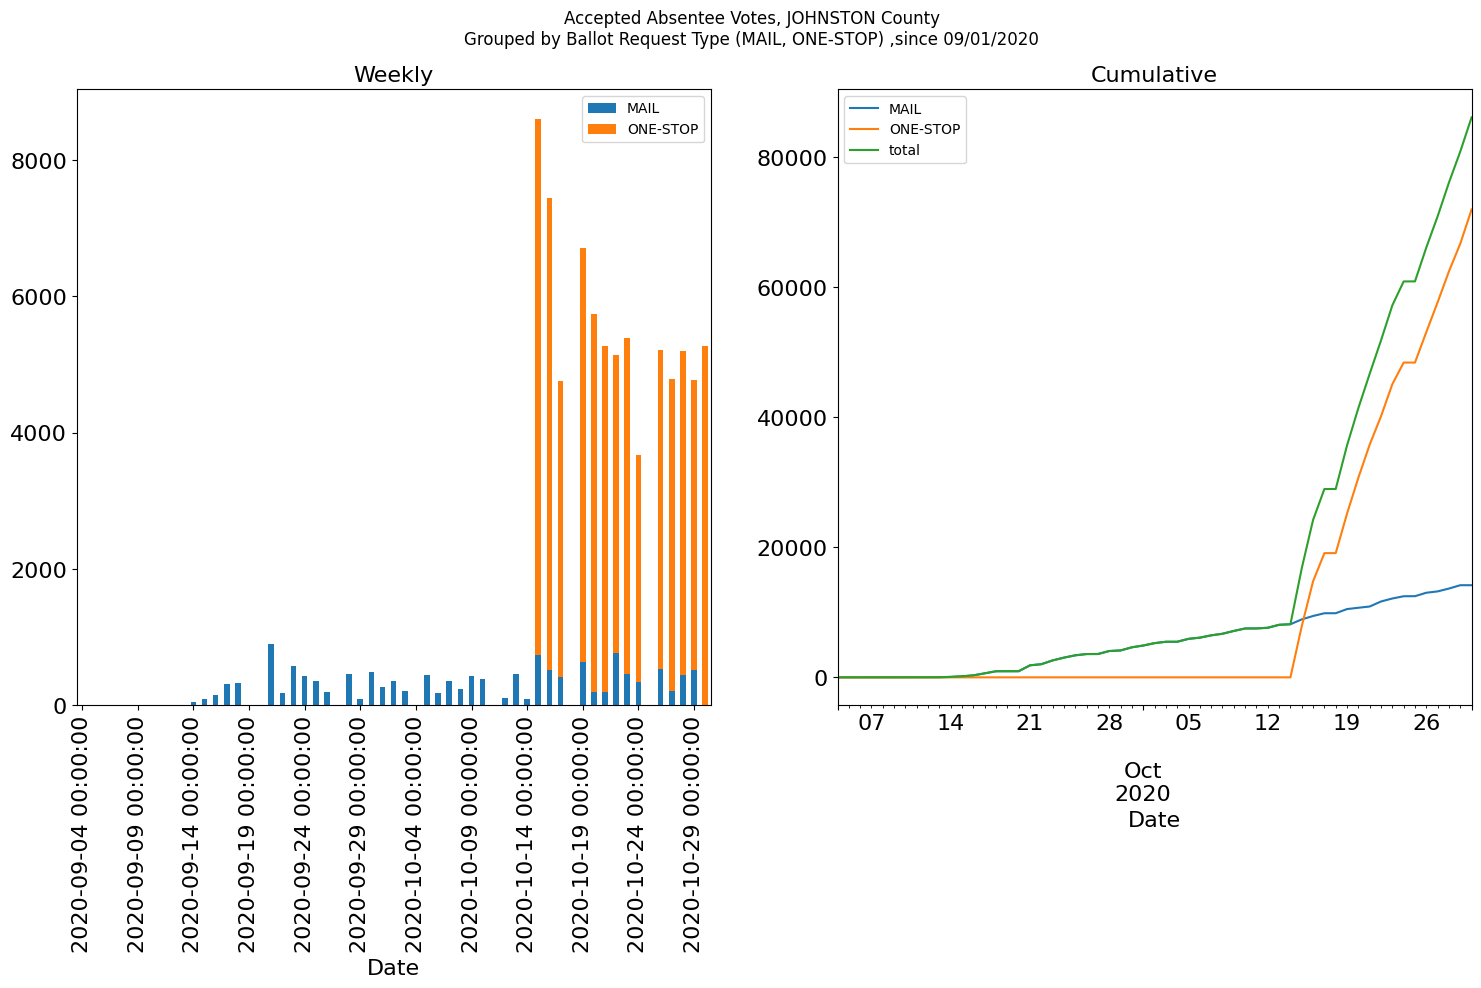 Accepted Absentee Votes, JOHNSTON County
Grouped by Ballot Request Type (MAIL, ONE-STOP) ,since 09/01/2020
Weekly
MAIL
ONE-STOP
8000
6000
4000
2000
0
2020-09-04 00:00:00
2020-09-09 00:00:00
2020-09-14 00:00:00
2020-09-19 00:00:00
2020-09-24 00:00:00
2020-09-29 00:00:00
2020-10-04 00:00:00
2020-10-09 00:00:00
2020-10-14 00:00:00
2020-10-19 00:00:00
2020-10-24 00:00:00
2020-10-29 00:00:00
Date
Cumulative
MAIL
ONE-STOP
total
80000
60000
40000
20000
0
07 14 21 28 05 12 19 26
Oct
2020
Date